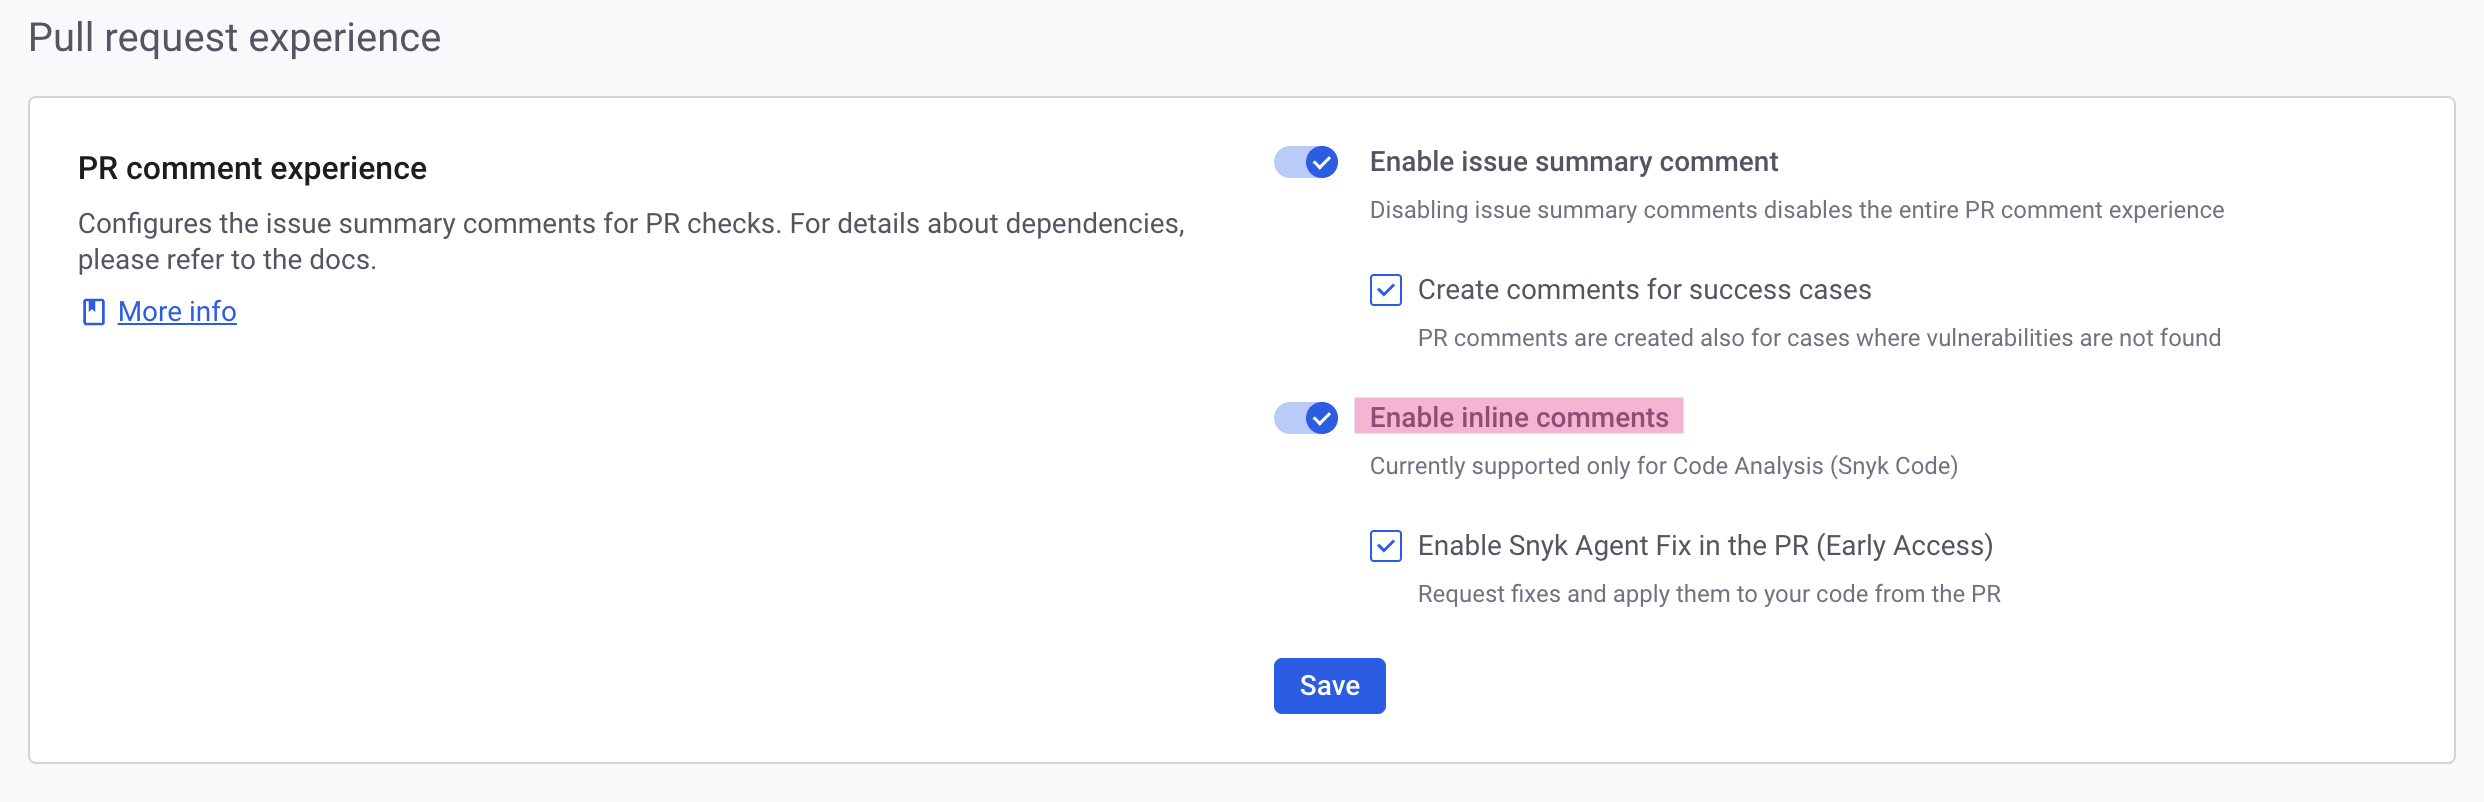 Pull request experience
PR comment experience
Configures the issue summary comments for PR checks. For details about dependencies,
please refer to the docs.
More info
Enable issue summary comment
Disabling issue summary comments disables the entire PR comment experience
Create comments for success cases
PR comments are created also for cases where vulnerabilities are not found
Enable inline comments
Currently supported only for Code Analysis (Snyk Code)
Enable Snyk Agent Fix in the PR (Early Access)
Request fixes and apply them to your code from the PR
Save